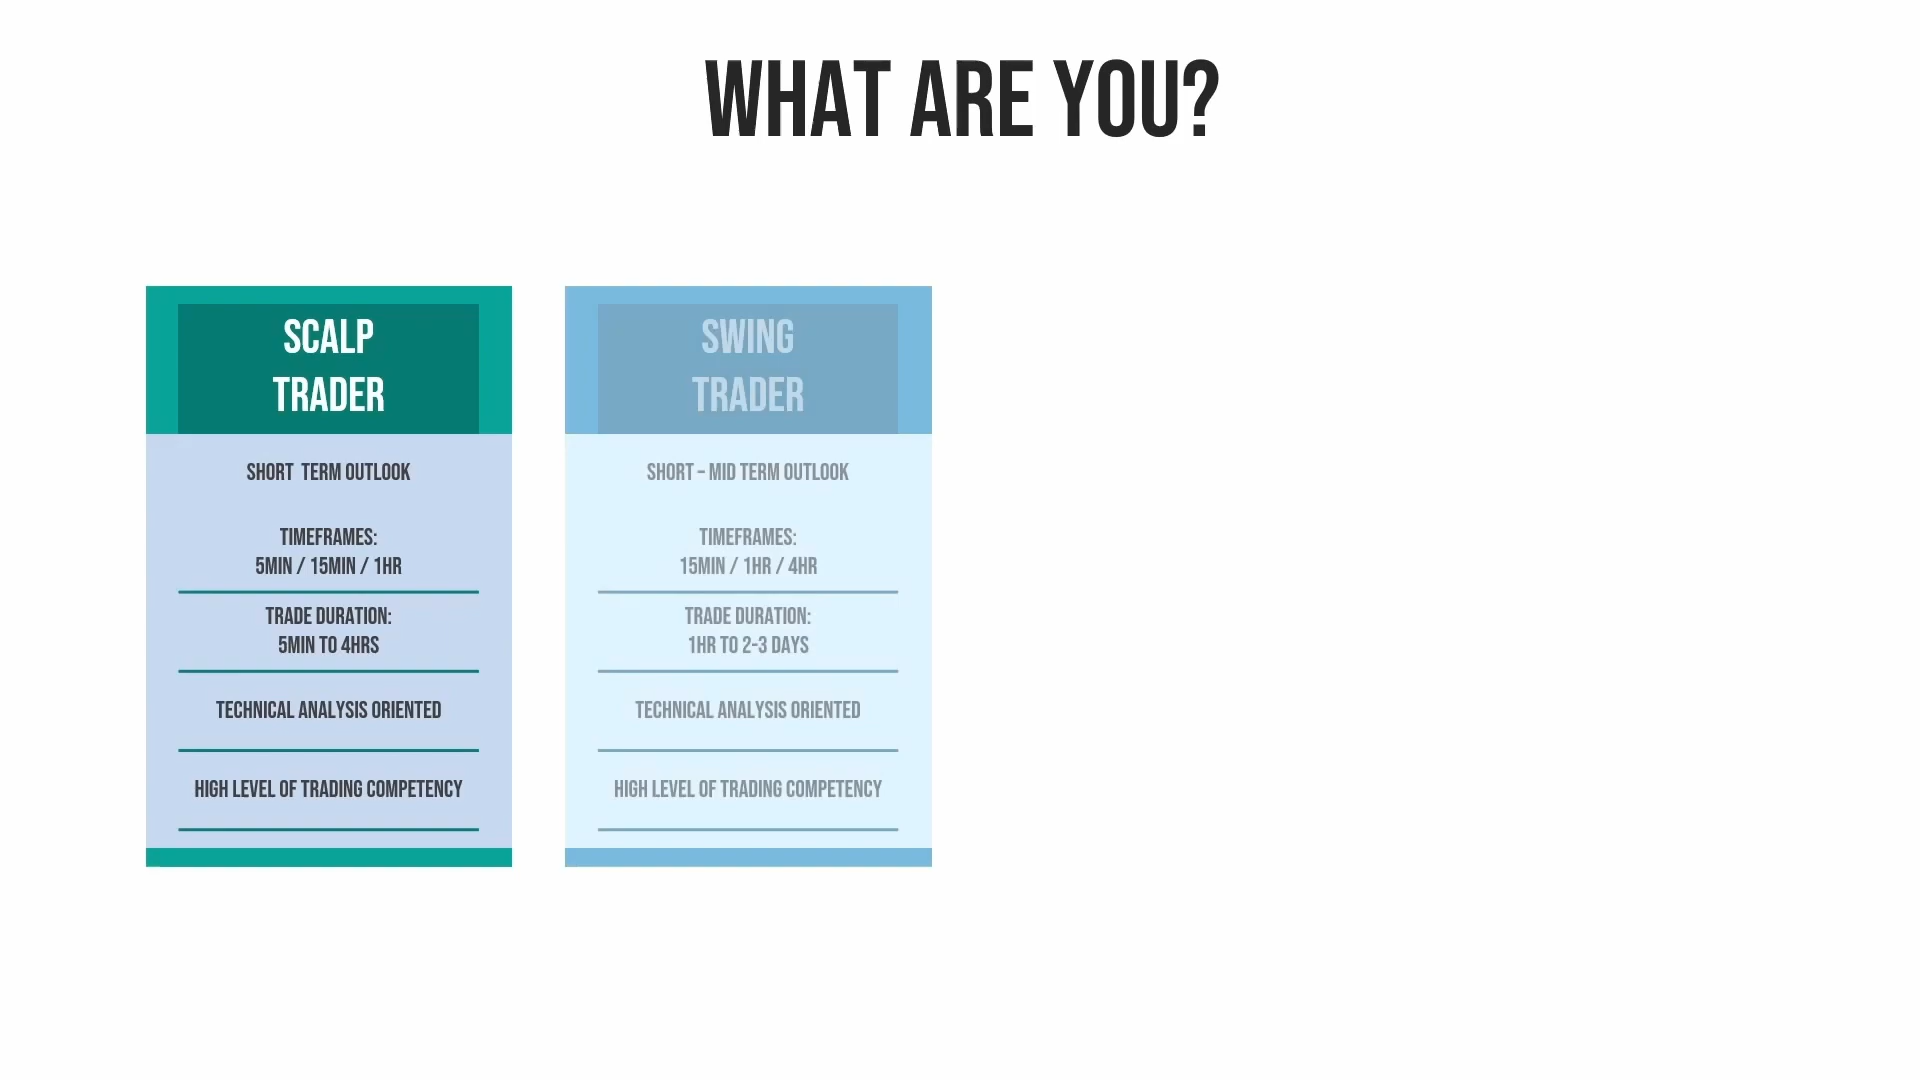 WHAT ARE YOU?
SCALP
TRADER
SHORT TERM OUTLOOK
TIMEFRAMES:
5MIN / 15MIN / 1HR
TRADE DURATION:
5MIN TO 4HRS
TECHNICAL ANALYSIS ORIENTED
HIGH LEVEL OF TRADING COMPETENCY
SWING
TRADER
SHORT – MID TERM OUTLOOK
TIMEFRAMES:
15MIN / 1HR / 4HR
TRADE DURATION:
1HR TO 2-3 DAYS
TECHNICAL ANALYSIS ORIENTED
HIGH LEVEL OF TRADING COMPETENCY